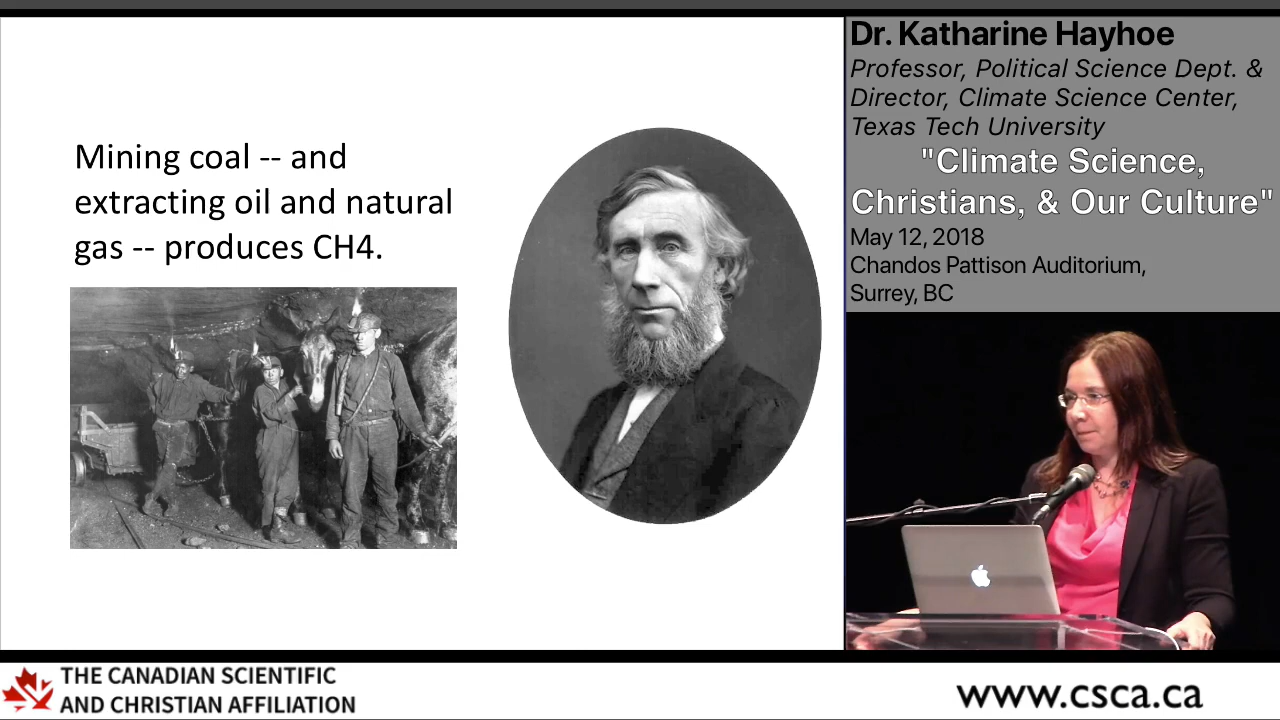 Mining coal -- and
extracting oil and natural
gas -- produces CH4.
Dr. Katharine Hayhoe
Professor, Political Science Dept. &
Director, Climate Science Center,
Texas Tech University
"Climate Science,
Christians, & Our Culture"
May 12, 2018
Chandos Pattison Auditorium,
Surrey, BC
THE CANADIAN SCIENTIFIC
AND CHRISTIAN AFFILIATION
www.csca.ca